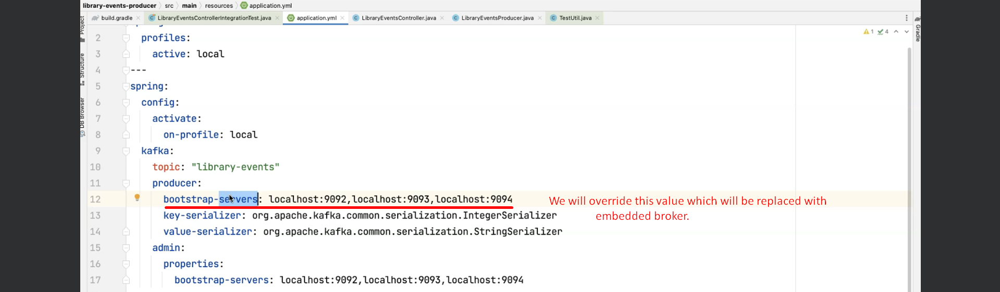 library-events-producer 〉 src 〉 main 〉 resources 〉 application.yml
build.gradle × LibraryEventsControllerIntegrationTest.java × application.yml × LibraryEventsController.java × LibraryEventsProducer.java × TestUtil.java ×
Project
Structure
DB Browser
Gradle
1 4
2 profiles:
3 active: local
4 ---
5 spring:
6 config:
7 activate:
8 on-profile: local
9 kafka:
10 topic: "library-events"
11 producer:
12 bootstrap-servers: localhost:9092,localhost:9093,localhost:9094
We will override this value which will be replaced with
embedded broker.
13 key-serializer: org.apache.kafka.common.serialization.IntegerSerializer
14 value-serializer: org.apache.kafka.common.serialization.StringSerializer
15 admin:
16 properties:
17 bootstrap-servers: localhost:9092,localhost:9093,localhost:9094